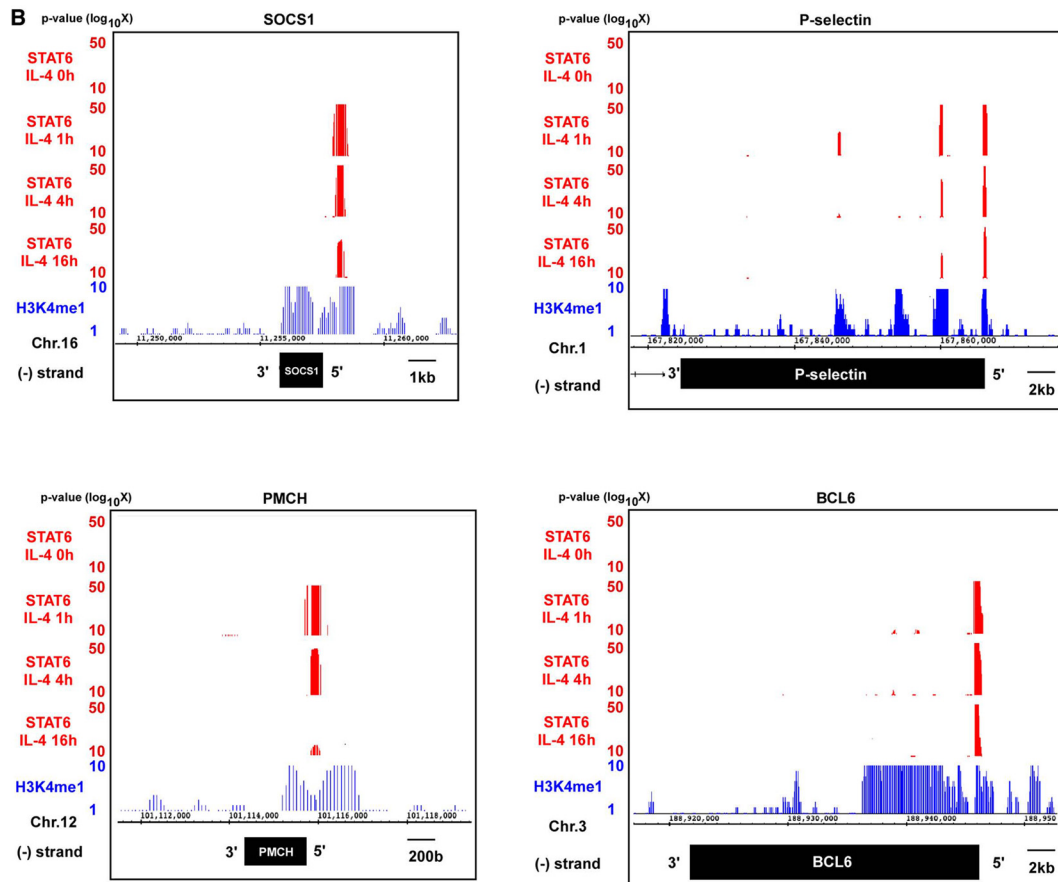 B
p-value (log10X)
SOCS1
50
STAT6
IL-4 0h
10
50
STAT6
IL-4 1h
10
50
STAT6
IL-4 4h
10
50
STAT6
IL-4 16h
10
10
H3K4me1
1
Chr.16
11,250,000 11,255,000 11,260,000
(-) strand
3' SOCS1 5'
1kb
p-value (log10X)
P-selectin
50
STAT6
IL-4 0h
10
50
STAT6
IL-4 1h
10
50
STAT6
IL-4 4h
10
50
STAT6
IL-4 16h
10
10
H3K4me1
1
Chr.1
167,820,000 167,840,000 167,860,000
(-) strand
3' P-selectin 5'
2kb
p-value (log10X)
PMCH
50
STAT6
IL-4 0h
10
50
STAT6
IL-4 1h
10
50
STAT6
IL-4 4h
10
50
STAT6
IL-4 16h
10
10
H3K4me1
1
Chr.12
101,112,000 101,114,000 101,116,000 101,118,000
(-) strand
3' PMCH 5'
200b
p-value (log10X)
BCL6
50
STAT6
IL-4 0h
10
50
STAT6
IL-4 1h
10
50
STAT6
IL-4 4h
10
50
STAT6
IL-4 16h
10
10
H3K4me1
1
Chr.3
188,920,000 188,930,000 188,940,000 188,950
(-) strand
3' BCL6 5'
2kb